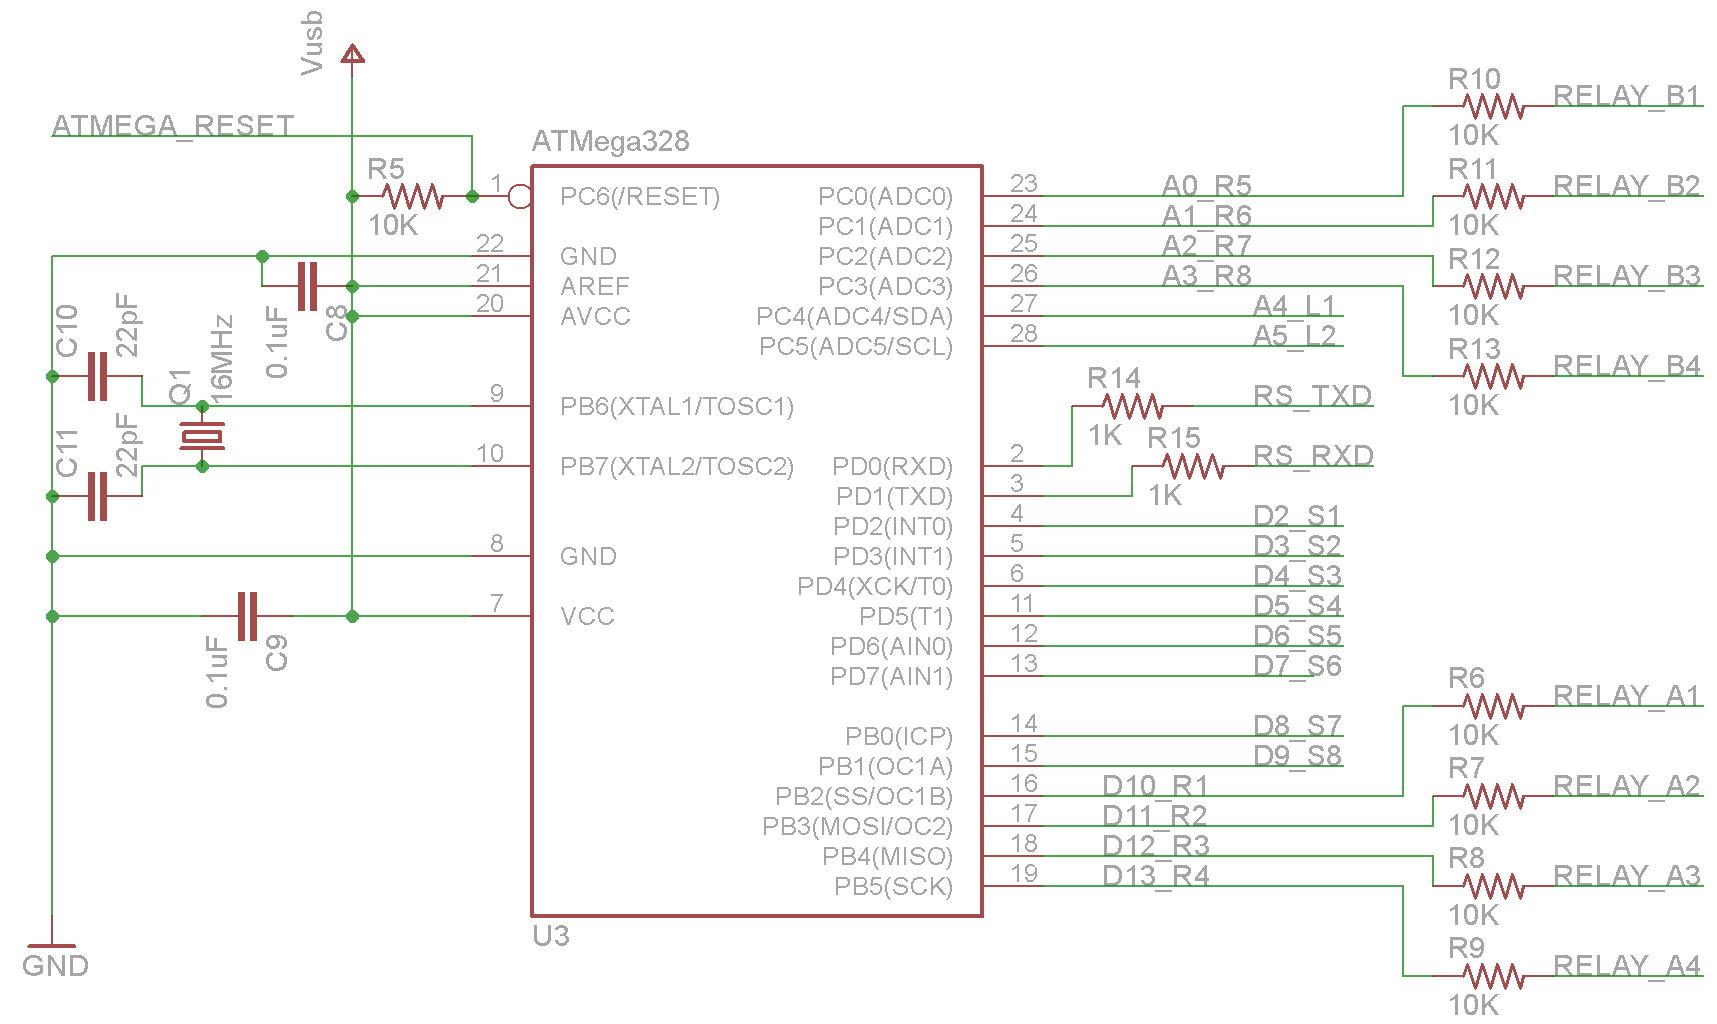 Vusb
ATMEGA_RESET
ATMega328
R5
10K
1
PC6(/RESET)
22
GND
21
AREF
20
AVCC
C8
0.1uF
C10
22pF
Q1
16MHz
C11
22pF
9
PB6(XTAL1/TOSC1)
10
PB7(XTAL2/TOSC2)
8
GND
7
VCC
C9
0.1uF
GND
U3
PC0(ADC0)
23
A0_R5
PC1(ADC1)
24
A1_R6
PC2(ADC2)
25
A2_R7
PC3(ADC3)
26
A3_R8
PC4(ADC4/SDA)
27
A4_L1
PC5(ADC5/SCL)
28
A5_L2
R10
10K
RELAY_B1
R11
10K
RELAY_B2
R12
10K
RELAY_B3
R13
10K
RELAY_B4
R14
1K
RS_TXD
R15
1K
RS_RXD
PD0(RXD)
2
PD1(TXD)
3
PD2(INT0)
4
D2_S1
PD3(INT1)
5
D3_S2
PD4(XCK/T0)
6
D4_S3
PD5(T1)
11
D5_S4
PD6(AIN0)
12
D6_S5
PD7(AIN1)
13
D7_S6
PB0(ICP)
14
D8_S7
PB1(OC1A)
15
D9_S8
PB2(SS/OC1B)
16
D10_R1
PB3(MOSI/OC2)
17
D11_R2
PB4(MISO)
18
D12_R3
PB5(SCK)
19
D13_R4
R6
10K
RELAY_A1
R7
10K
RELAY_A2
R8
10K
RELAY_A3
R9
10K
RELAY_A4